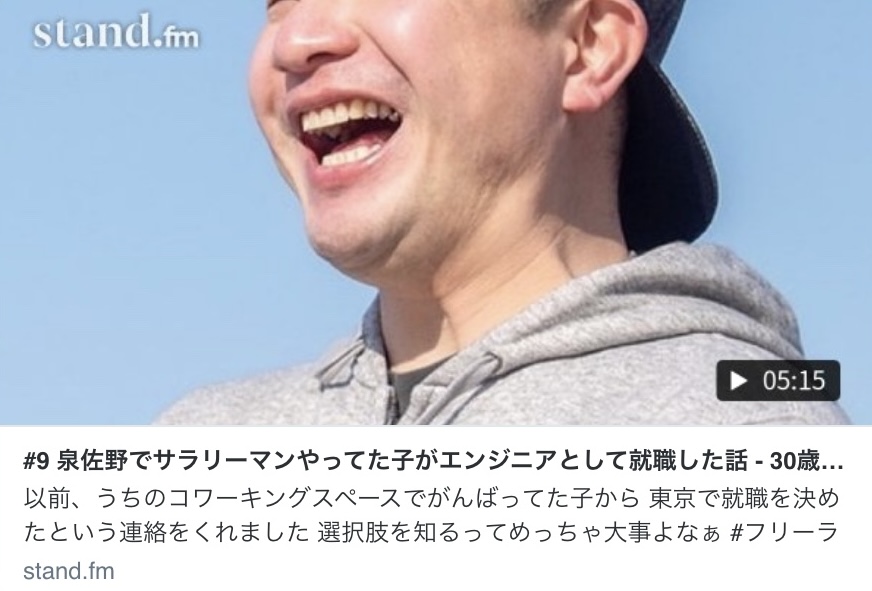 stand.fm
05:15
#9 泉佐野でサラリーマンやってた子がエンジニアとして就職した話 - 30歳…
以前、うちのコワーキングスペースでがんばってた子から 東京で就職を決め
たという連絡をくれました 選択肢を知るってめっちゃ大事よなぁ #フリーラ
stand.fm